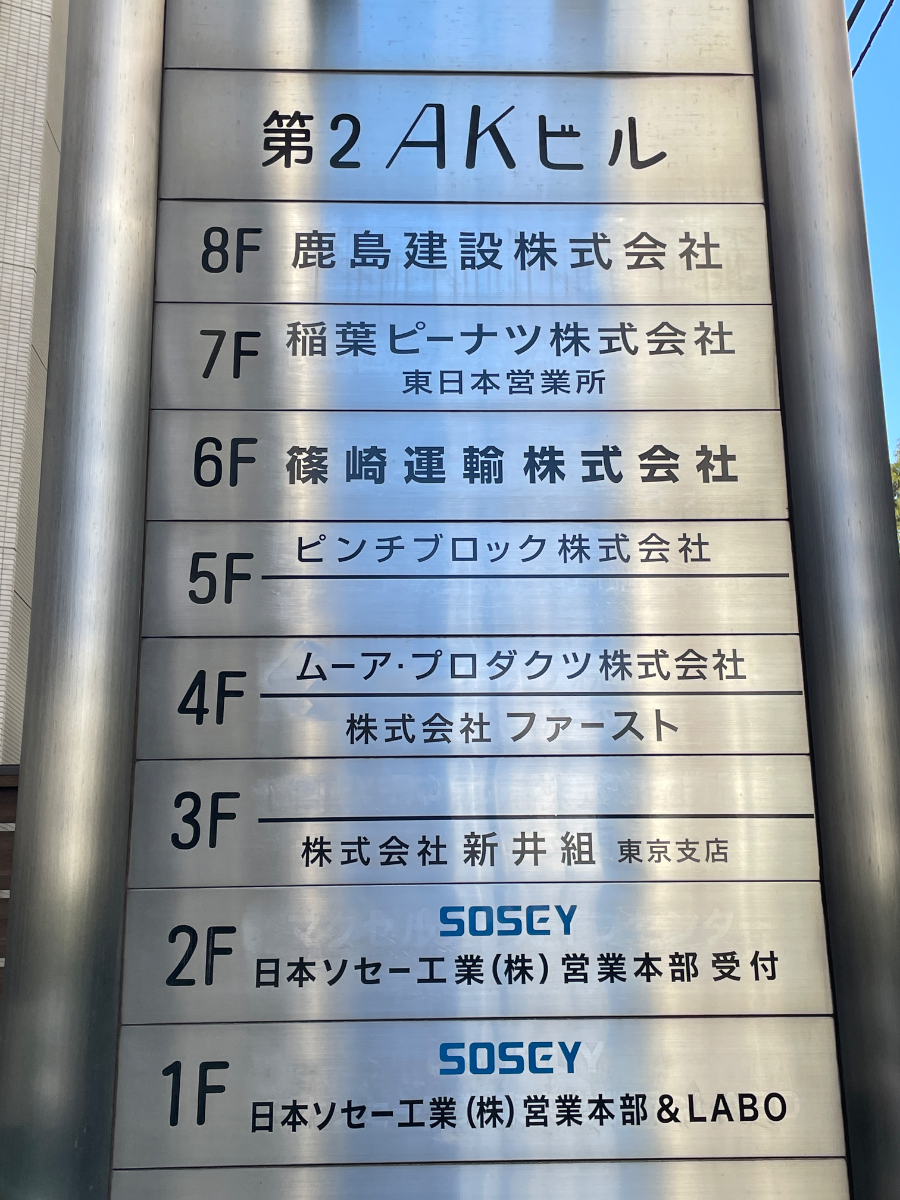 第2 AKビル
8F 鹿島建設株式会社
7F 稲葉ピーナツ株式会社
東日本営業所
6F 篠崎運輸株式会社
5F ピンチブロック株式会社
4F ムーア・プロダクツ株式会社
株式会社 ファースト
3F
株式会社 新井組 東京支店
SOSEY
2F 日本ソセー工業(株)営業本部 受付
SOSEY
1F 日本ソセー工業(株)営業本部&LABO